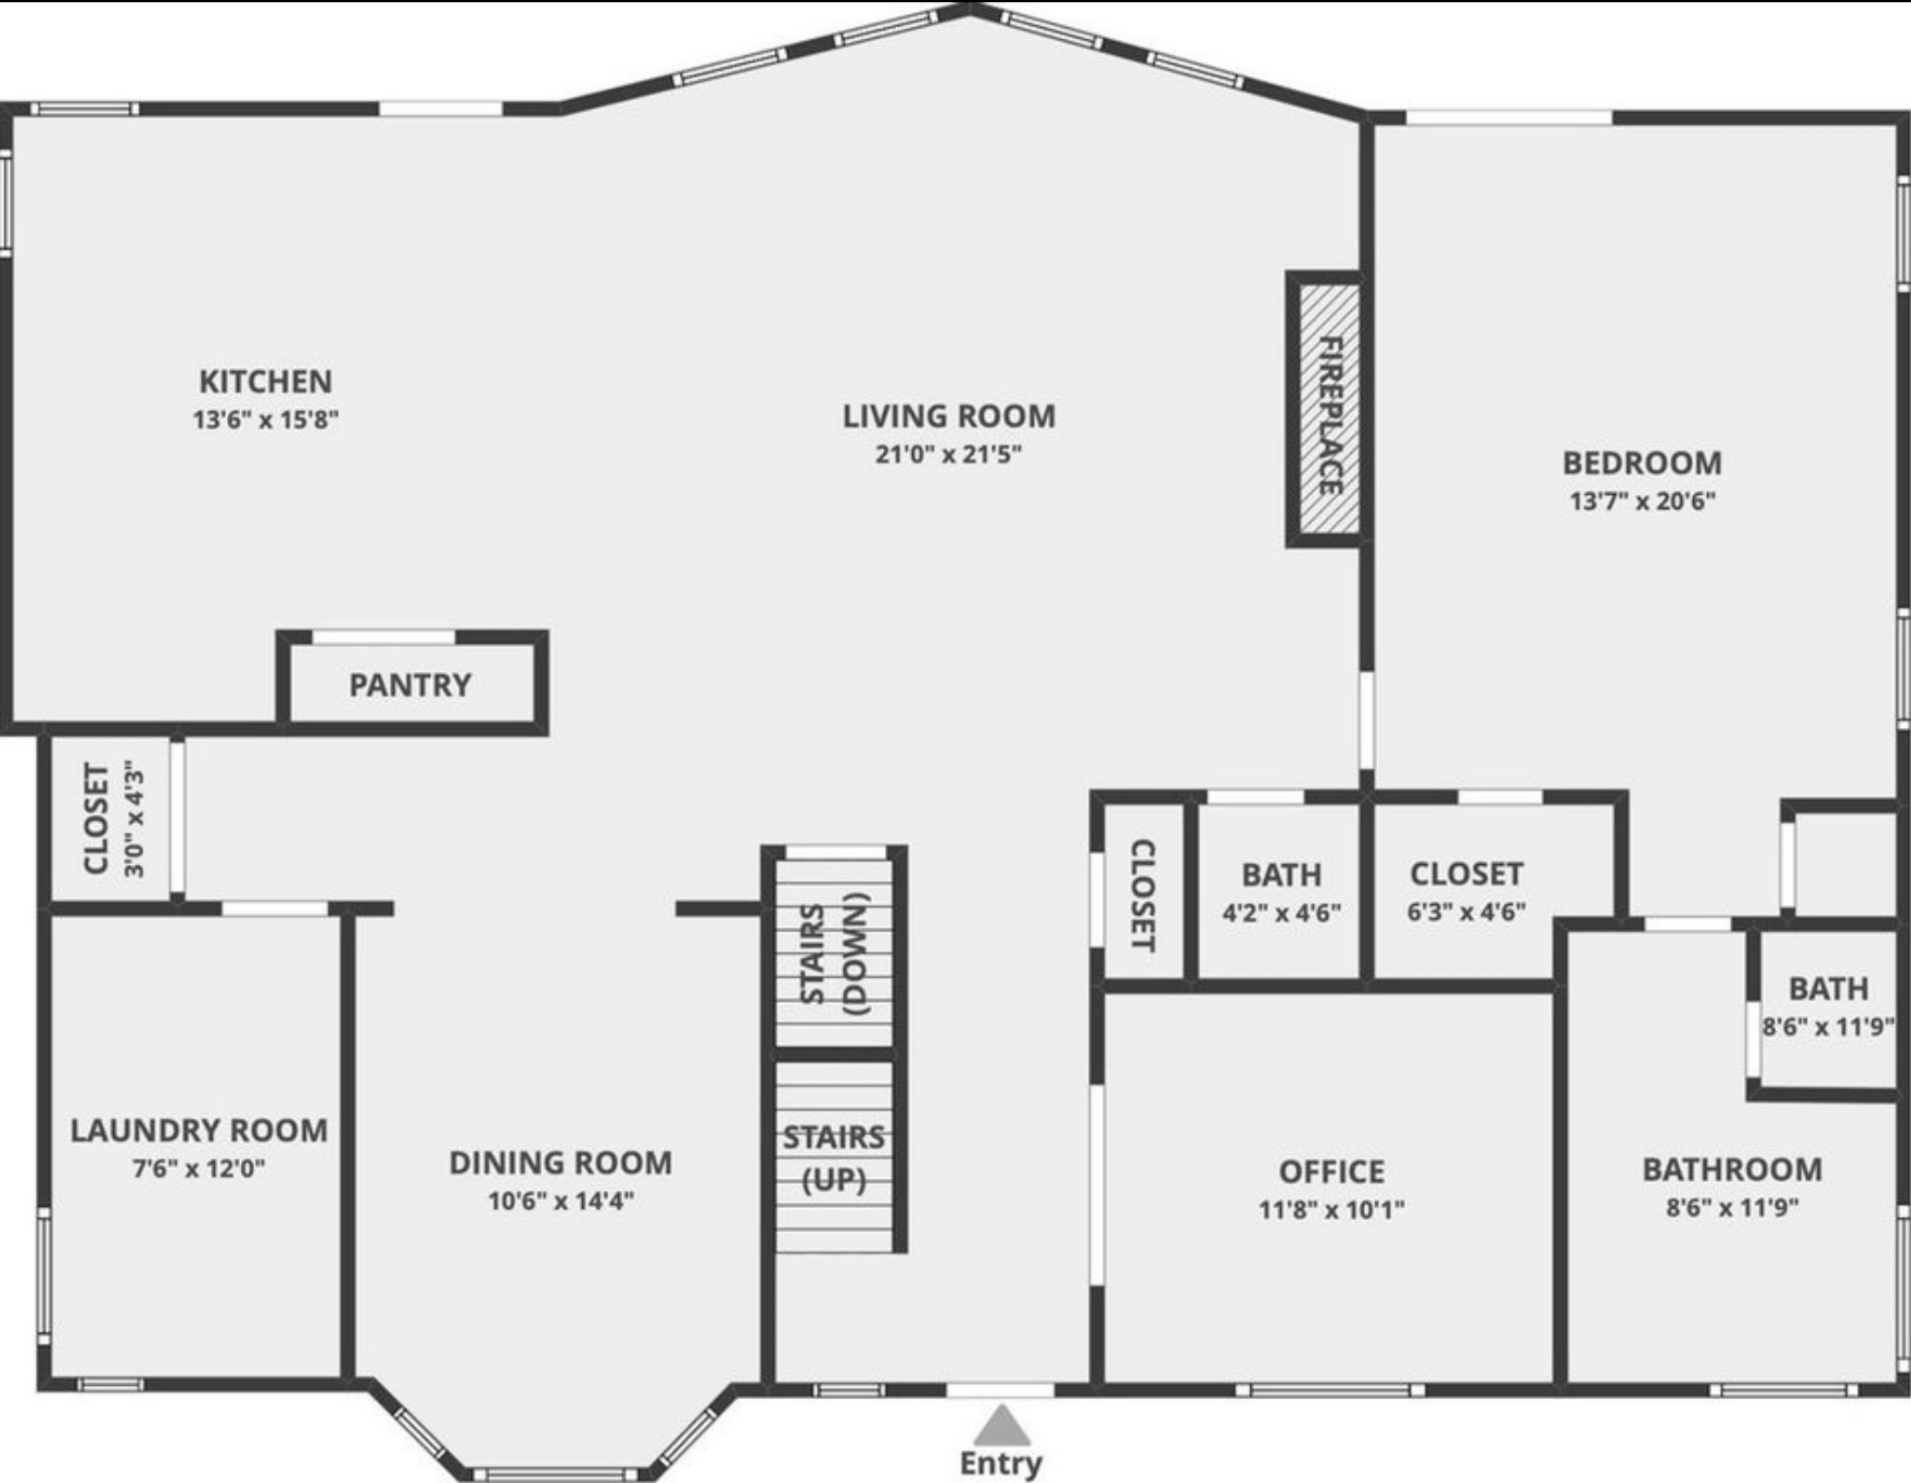 KITCHEN
13'6" x 15'8"
LIVING ROOM
21'0" x 21'5"
FIREPLACE
BEDROOM
13'7" x 20'6"
PANTRY
CLOSET
3'0" x 4'3"
STAIRS
(DOWN)
CLOSET
BATH
4'2" x 4'6"
CLOSET
6'3" x 4'6"
BATH
8'6" x 11'9"
LAUNDRY ROOM
7'6" x 12'0"
DINING ROOM
10'6" x 14'4"
STAIRS
(UP)
OFFICE
11'8" x 10'1"
BATHROOM
8'6" x 11'9"
Entry